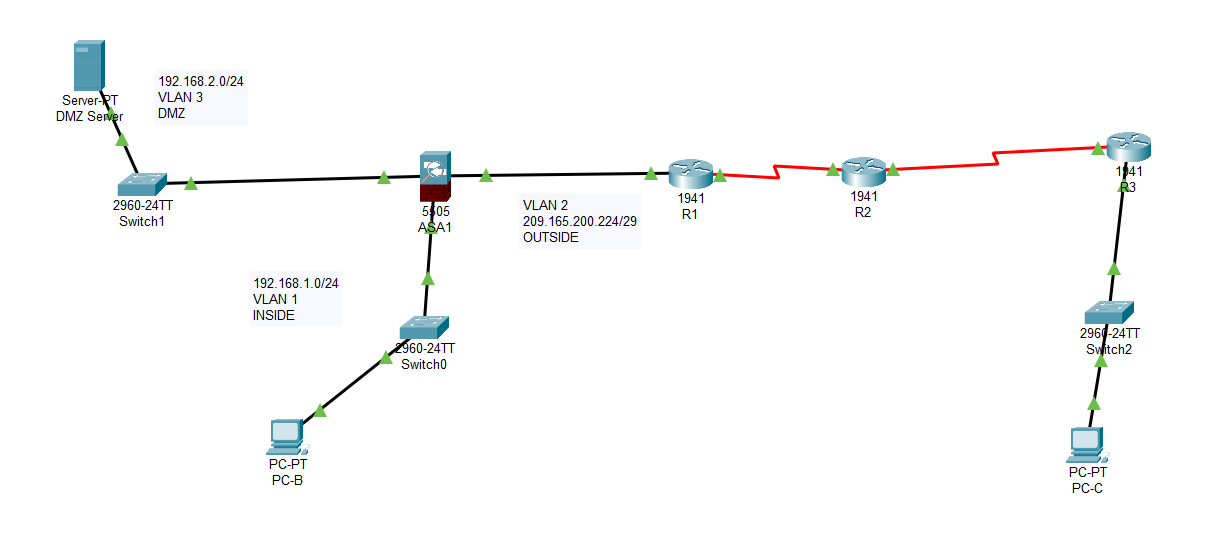 Server-PT
DMZ Server
192.168.2.0/24
VLAN 3
DMZ
2960-24TT
Switch1
5505
ASA1
VLAN 2
209.165.200.224/29
OUTSIDE
1941
R1
1941
R2
1941
R3
192.168.1.0/24
VLAN 1
INSIDE
2960-24TT
Switch0
2960-24TT
Switch2
PC-PT
PC-B
PC-PT
PC-C